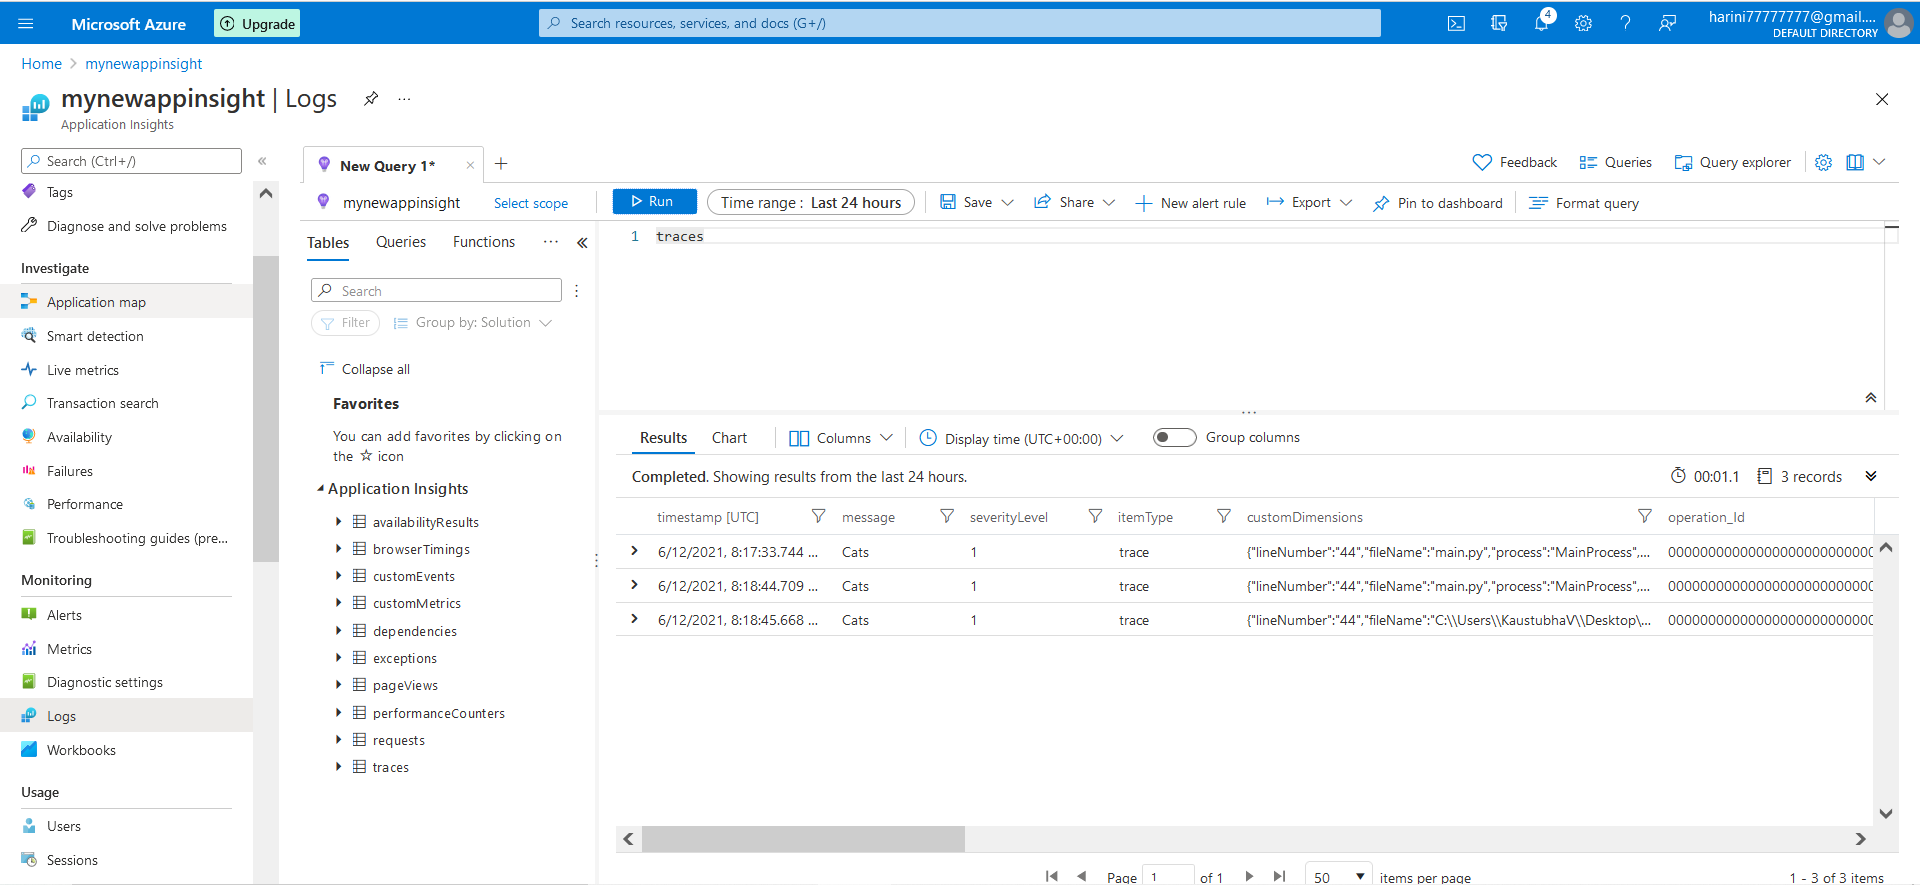 Microsoft Azure
Upgrade
Search resources, services, and docs (G+/)
4
harini77777777@gmail....
DEFAULT DIRECTORY
Home > mynewappinsight
mynewappinsight | Logs
Application Insights
Search (Ctrl+/)
Tags
Diagnose and solve problems
Investigate
Application map
Smart detection
Live metrics
Transaction search
Availability
Failures
Performance
Troubleshooting guides (pre...
Monitoring
Alerts
Metrics
Diagnostic settings
Logs
Workbooks
Usage
Users
Sessions
New Query 1*
Feedback
Queries
Query explorer
mynewappinsight
Select scope
Run
Time range : Last 24 hours
Save
Share
New alert rule
Export
Pin to dashboard
Format query
Tables
Queries
Functions
Search
Filter
Group by: Solution
Collapse all
Favorites
You can add favorites by clicking on
the ☆ icon
Application Insights
availabilityResults
browserTimings
customEvents
customMetrics
dependencies
exceptions
pageViews
performanceCounters
requests
traces
1 traces
Results
Chart
Columns
Display time (UTC+00:00)
Group columns
Completed. Showing results from the last 24 hours.
00:01.1
3 records
timestamp [UTC] message severityLevel itemType customDimensions operation_Id
6/12/2021, 8:17:33.744 ... Cats 1 trace {"lineNumber":"44","fileName":"main.py","process":"MainProcess",...
6/12/2021, 8:18:44.709 ... Cats 1 trace {"lineNumber":"44","fileName":"main.py","process":"MainProcess",...
6/12/2021, 8:18:45.668 ... Cats 1 trace {"lineNumber":"44","fileName":"C:\\Users\\KaustubhaV\\Desktop\...
Page 1 of 1
50 items per page
1 - 3 of 3 items